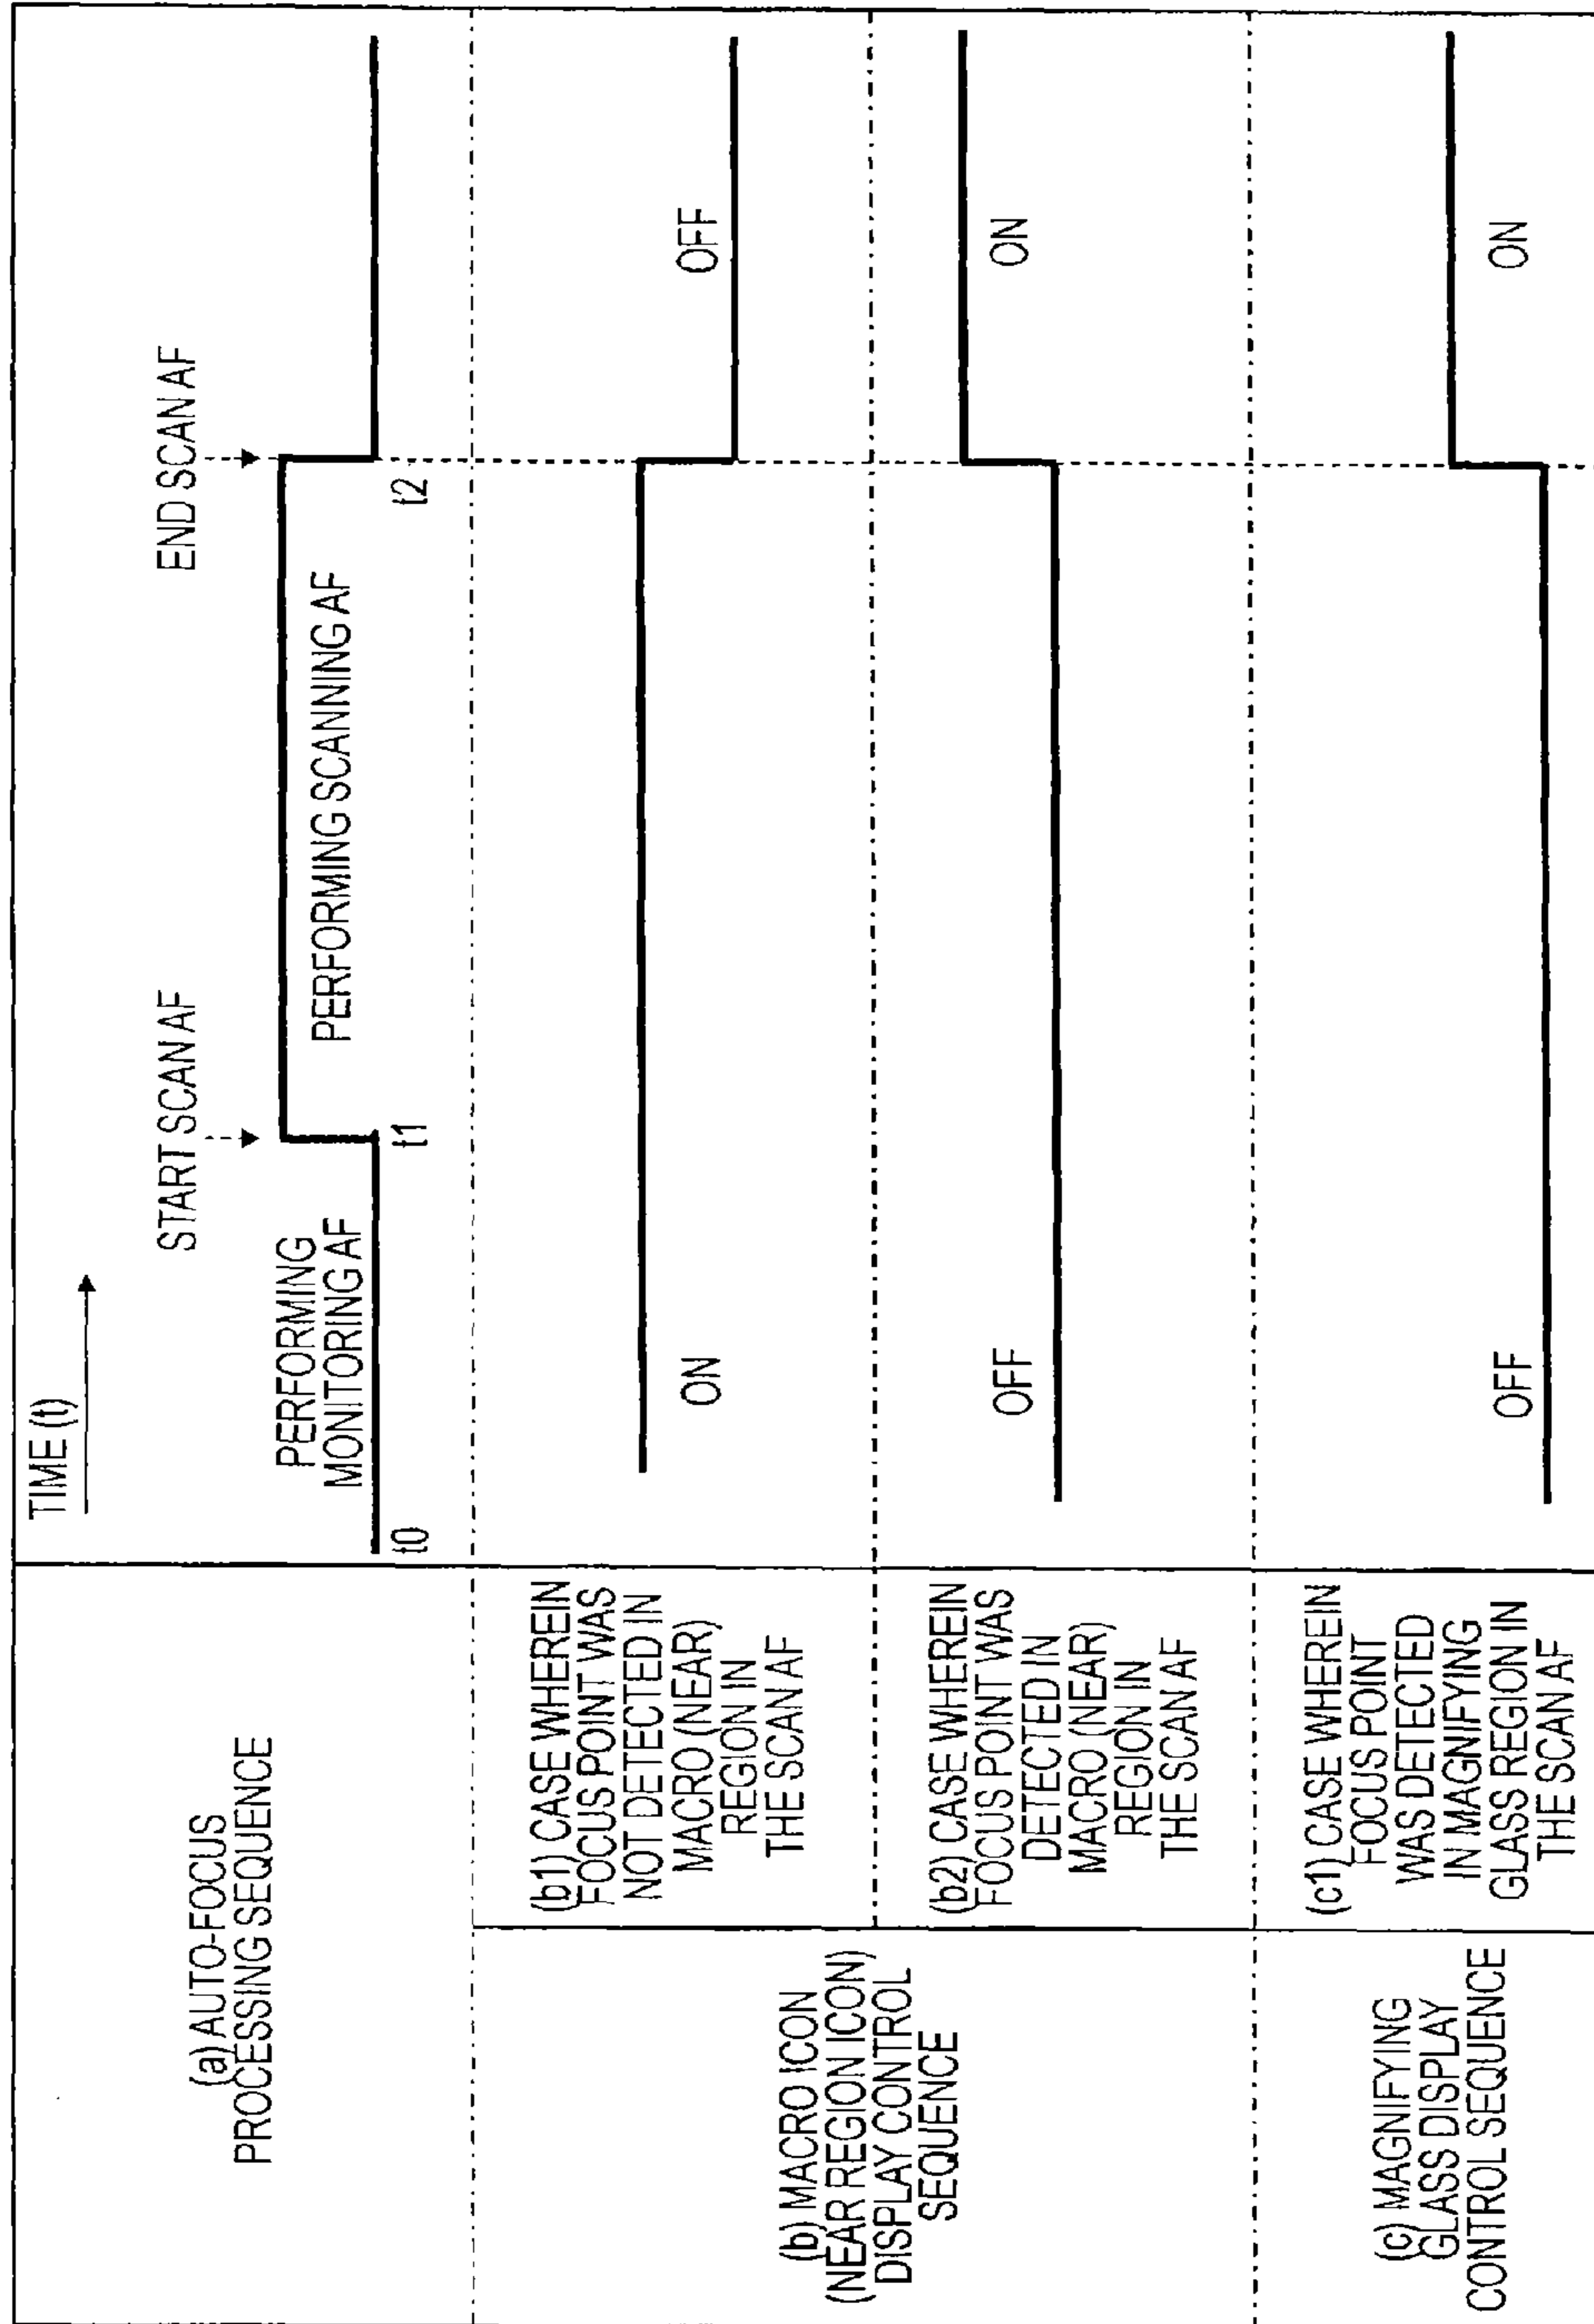 TIME (t)
(a) AUTO-FOCUS
PROCESSING SEQUENCE
START SCAN AF
END SCAN AF
PERFORMING
MONITORING AF
PERFORMING SCANNING AF
t0
t1
t2
(b) MACRO ICON
(NEAR REGION ICON)
DISPLAY CONTROL
SEQUENCE
(b1) CASE WHEREIN
FOCUS POINT WAS
NOT DETECTED IN
MACRO (NEAR)
REGION IN
THE SCAN AF
ON
OFF
(b2) CASE WHEREIN
FOCUS POINT WAS
DETECTED IN
MACRO (NEAR)
REGION IN
THE SCAN AF
OFF
ON
(c) MAGNIFYING
GLASS DISPLAY
CONTROL SEQUENCE
(c1) CASE WHEREIN
FOCUS POINT
WAS DETECTED
IN MAGNIFYING
GLASS REGION IN
THE SCAN AF
OFF
ON